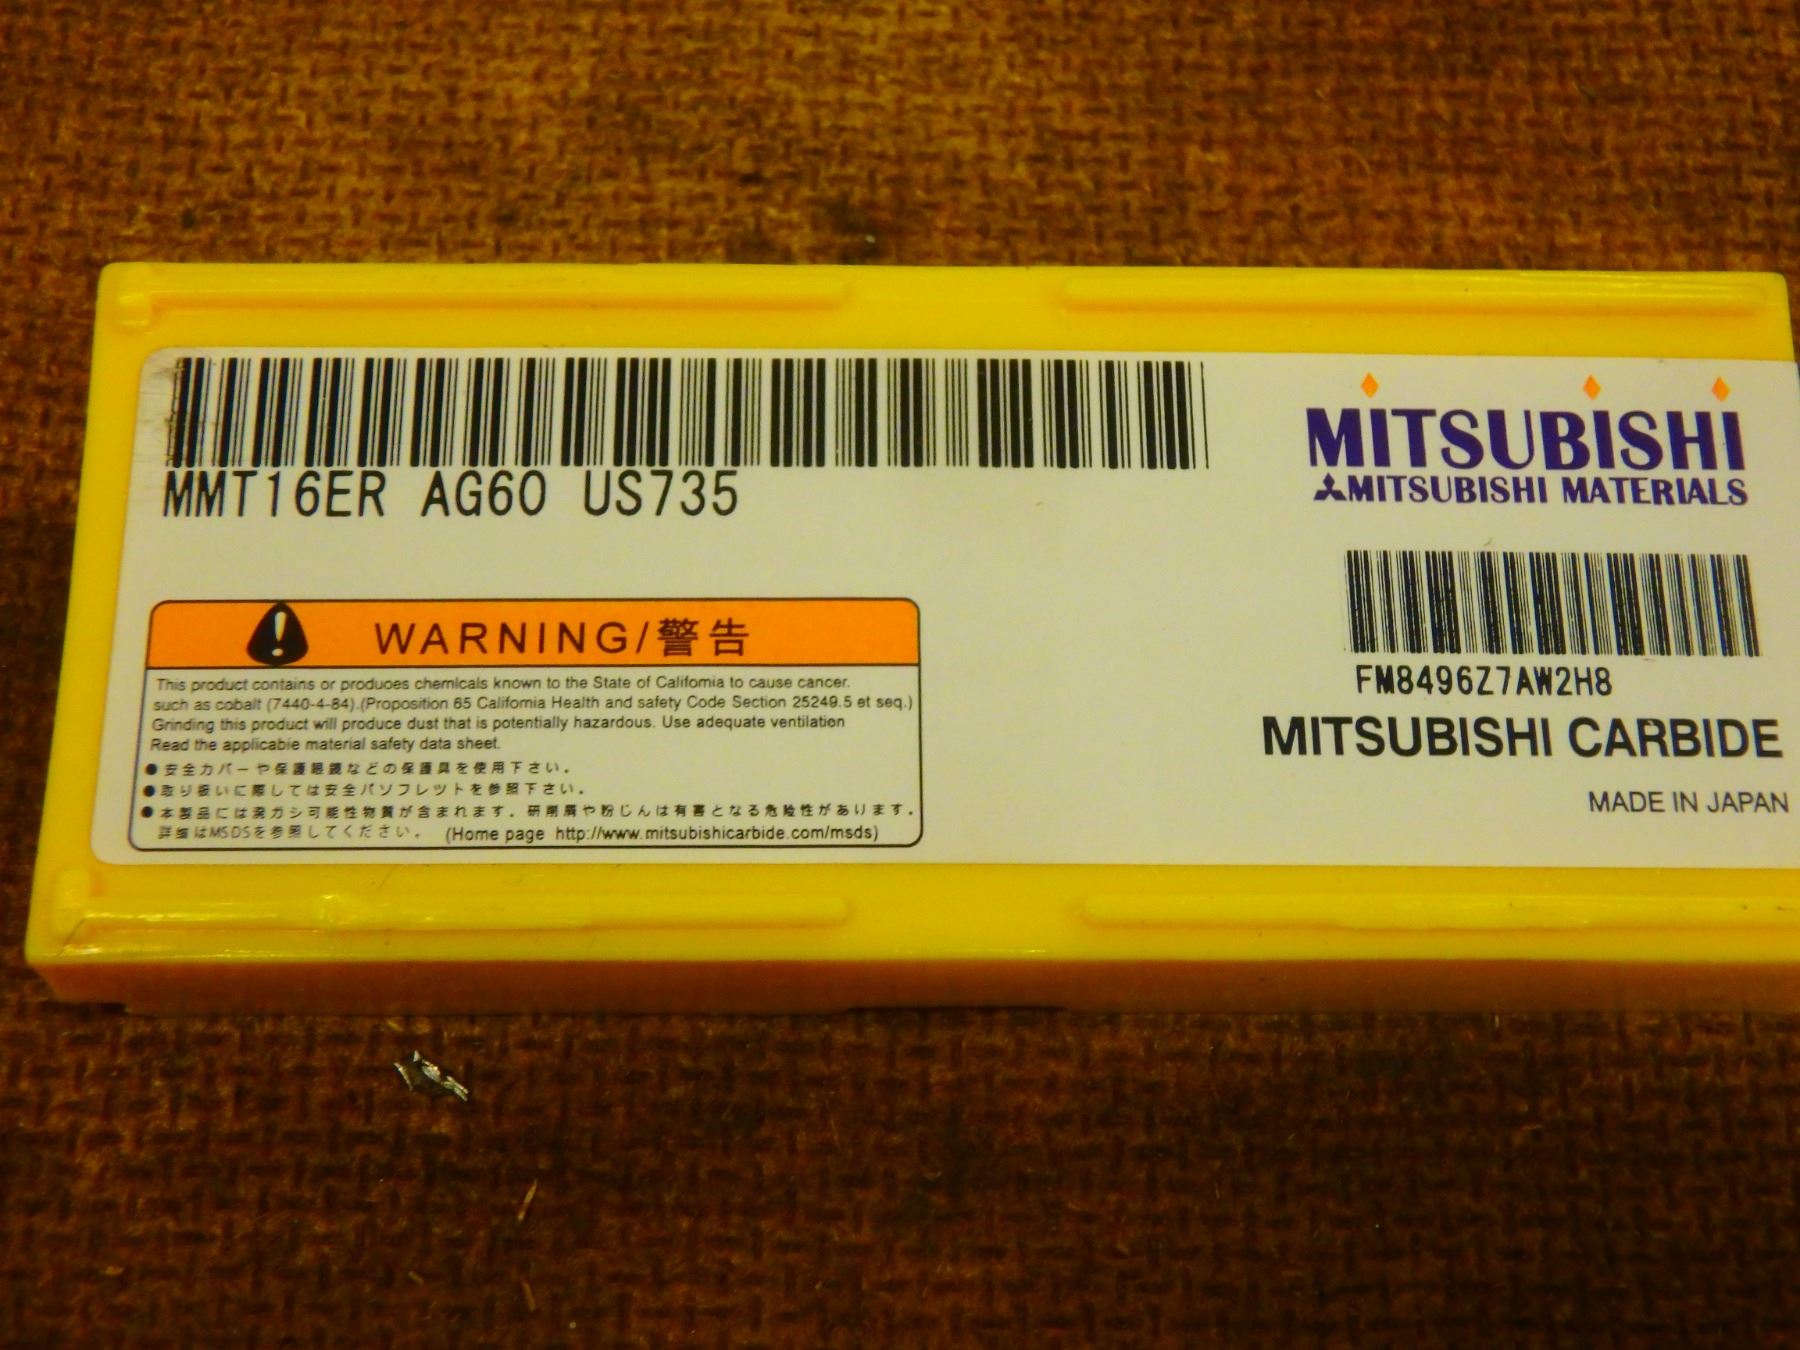 MMT16ER AG60 US735
MITSUBISHI
MITSUBISHI MATERIALS
WARNING/警告
This product contains or produoes chemlcals known to the State of Califomia to cause cancer.
such as cobalt (7440-4-84).(Proposition 65 California Health and safety Code Section 25249.5 et seq.)
Grinding this product will produce dust that is potentially hazardous. Use adequate ventilation
Read the applicabie material safety data sheet.
●安全カバーや保護眼鏡などの保護具を使用下さい.
●取り扱いに際しては安全パソフレットを参照下さい.
●本製品には発ガシ可能性物質が含まれます. 研削屑や粉じんは有害となる危険性があります.
詳細はMSDSを参照してください. (Home page http://www.mitsubishicarbide.com/msds)
FM8496Z7AW2H8
MITSUBISHI CARBIDE
MADE IN JAPAN